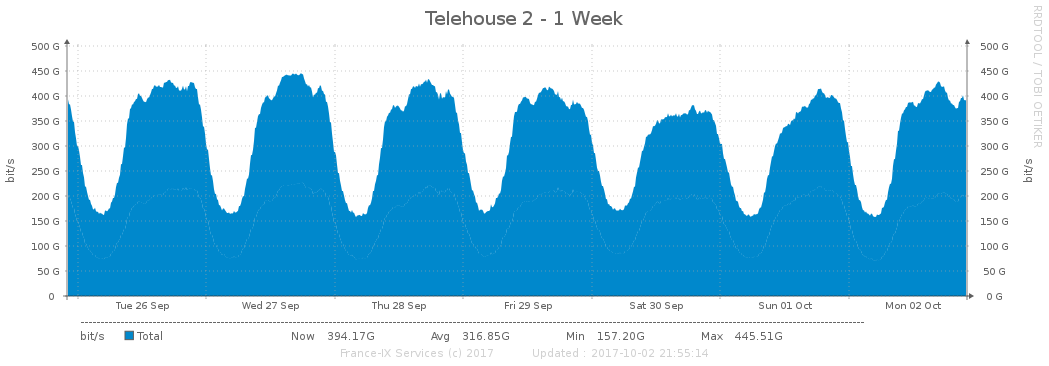 Telehouse 2 - 1 Week
RRDTOOL / TOBI OETIKER
bit/s
500 G 500 G
450 G 450 G
400 G 400 G
350 G 350 G
300 G 300 G
250 G 250 G
200 G 200 G
150 G 150 G
100 G 100 G
50 G 50 G
0 0 G
bit/s
Tue 26 Sep Wed 27 Sep Thu 28 Sep Fri 29 Sep Sat 30 Sep Sun 01 Oct Mon 02 Oct
bit/s Total Now 394.17G Avg 316.85G Min 157.20G Max 445.51G
France-IX Services (c) 2017 Updated : 2017-10-02 21:55:14